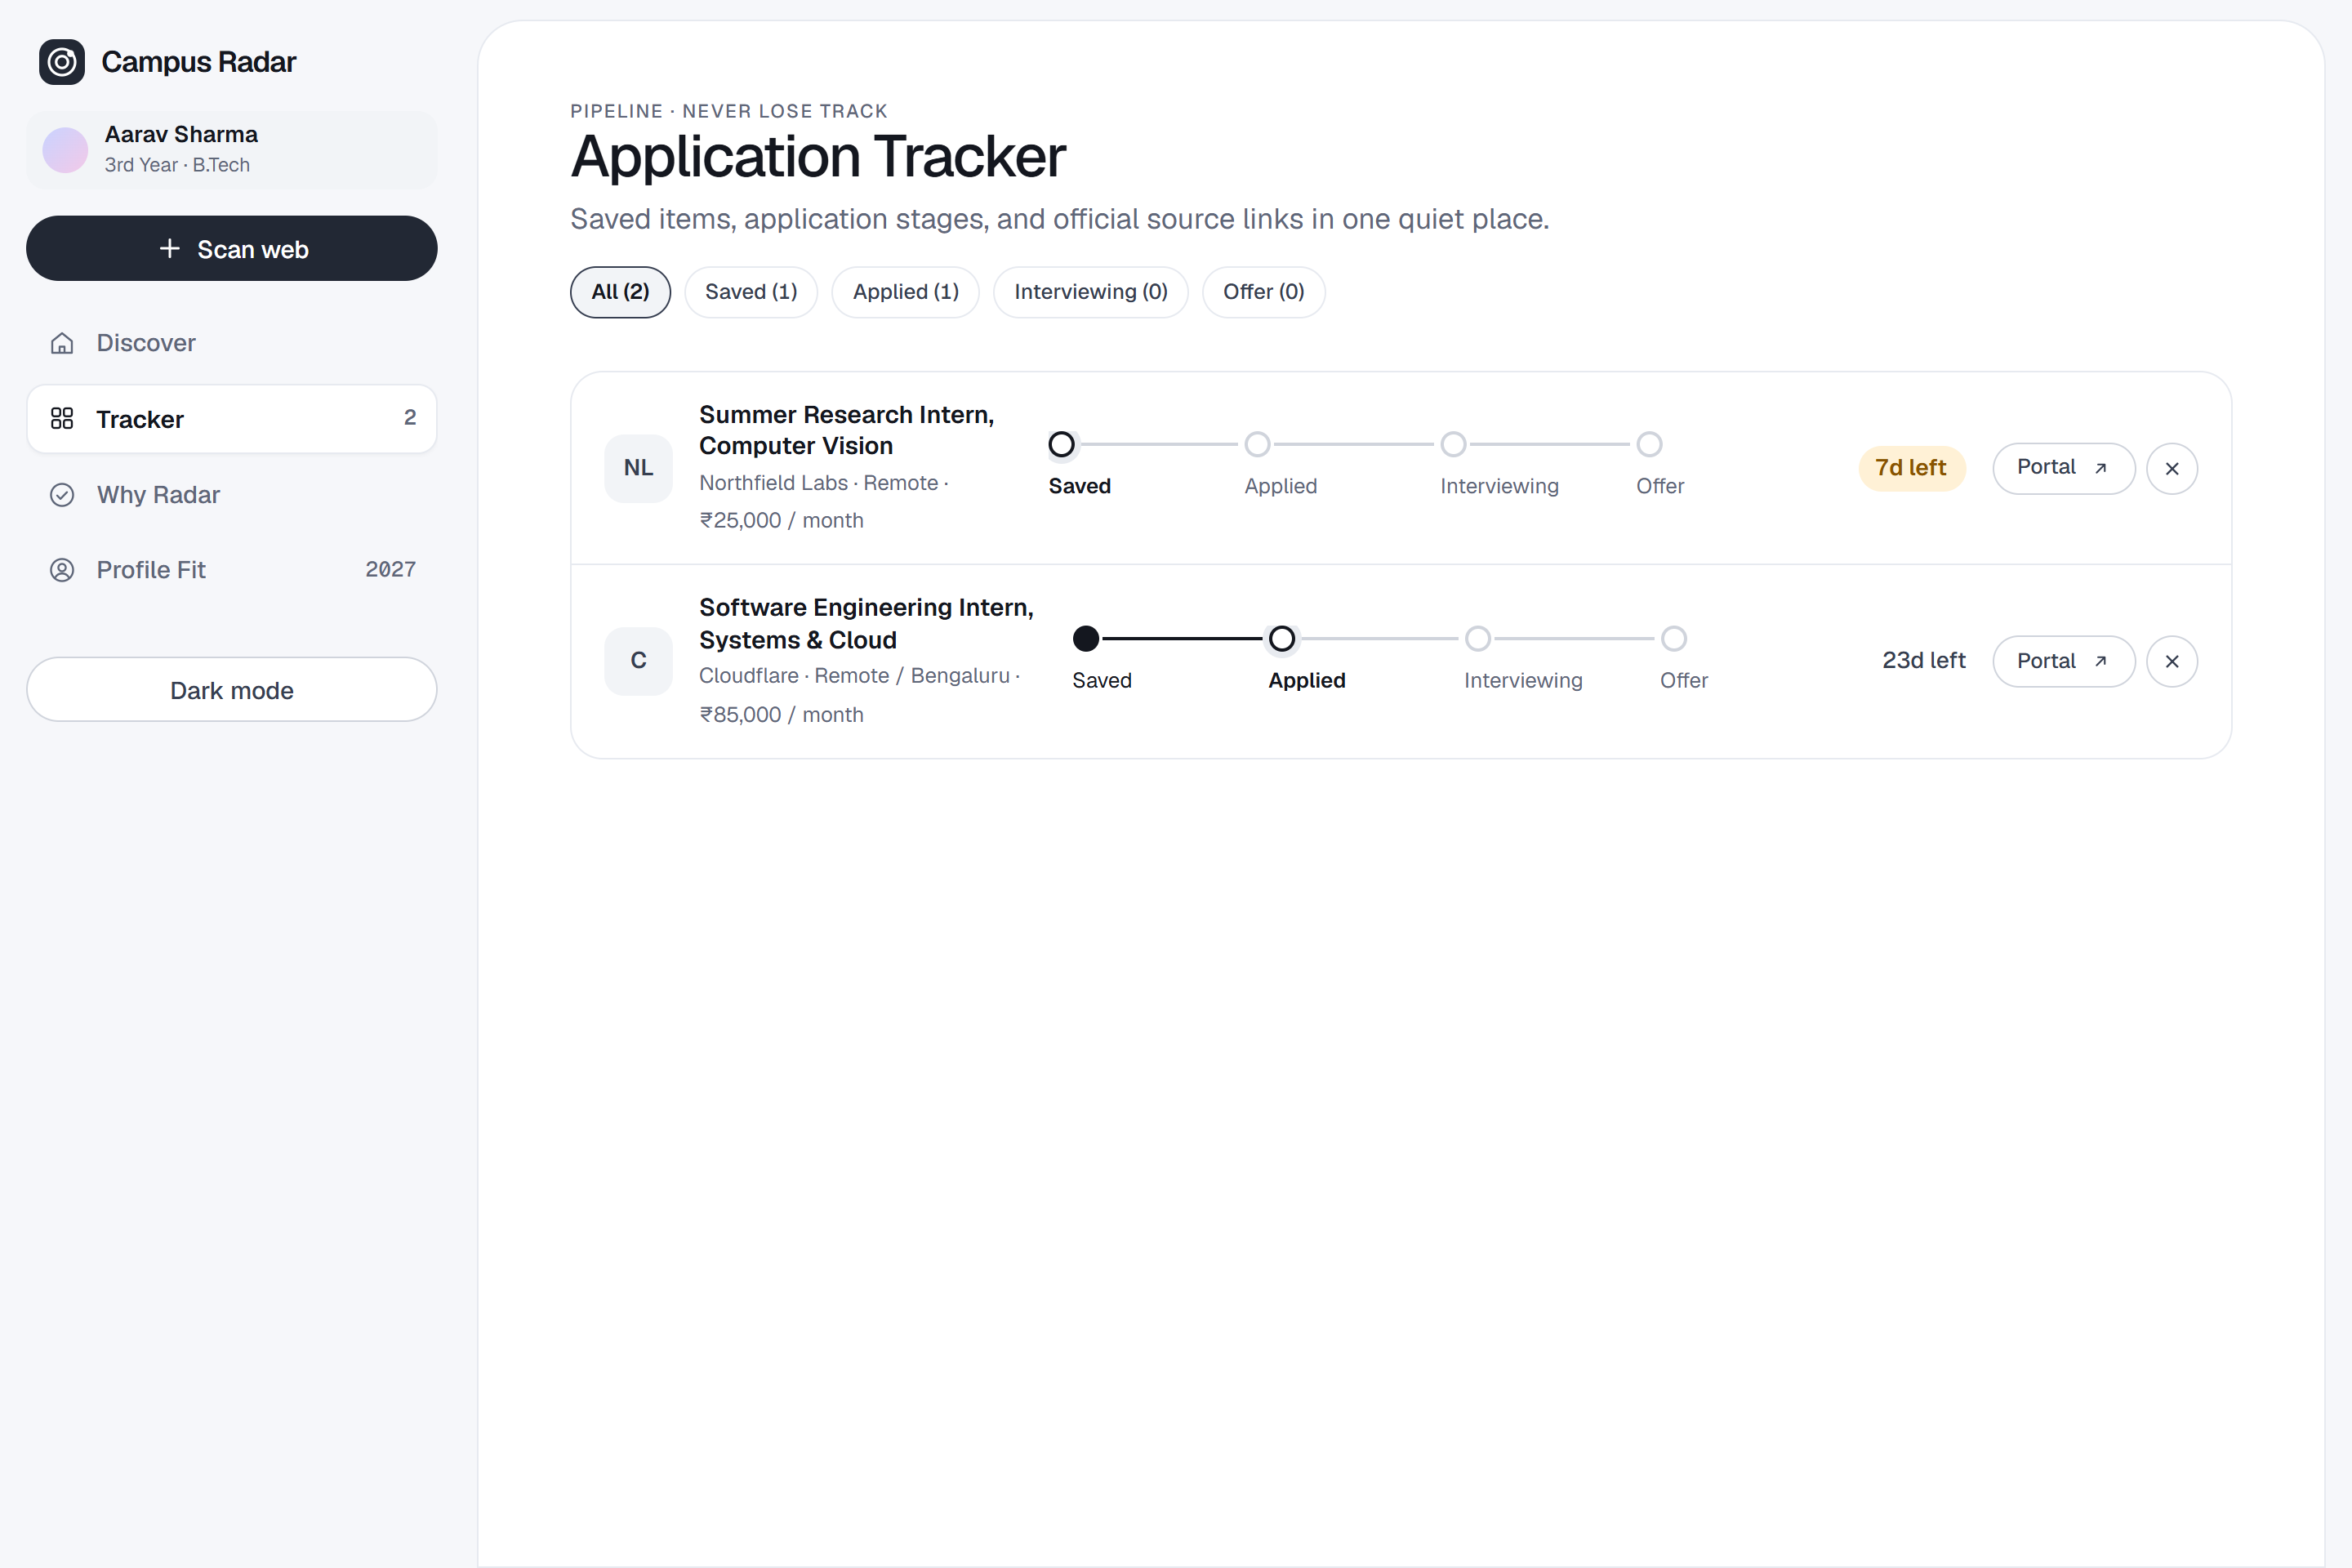 Campus Radar
Aarav Sharma
3rd Year · B.Tech
Scan web
Discover
Tracker 2
Why Radar
Profile Fit 2027
Dark mode
PIPELINE · NEVER LOSE TRACK
Application Tracker
Saved items, application stages, and official source links in one quiet place.
All (2) Saved (1) Applied (1) Interviewing (0) Offer (0)
NL
Summer Research Intern,
Computer Vision
Northfield Labs · Remote ·
₹25,000 / month
Saved Applied Interviewing Offer
7d left Portal
C
Software Engineering Intern,
Systems & Cloud
Cloudflare · Remote / Bengaluru ·
₹85,000 / month
Saved Applied Interviewing Offer
23d left Portal